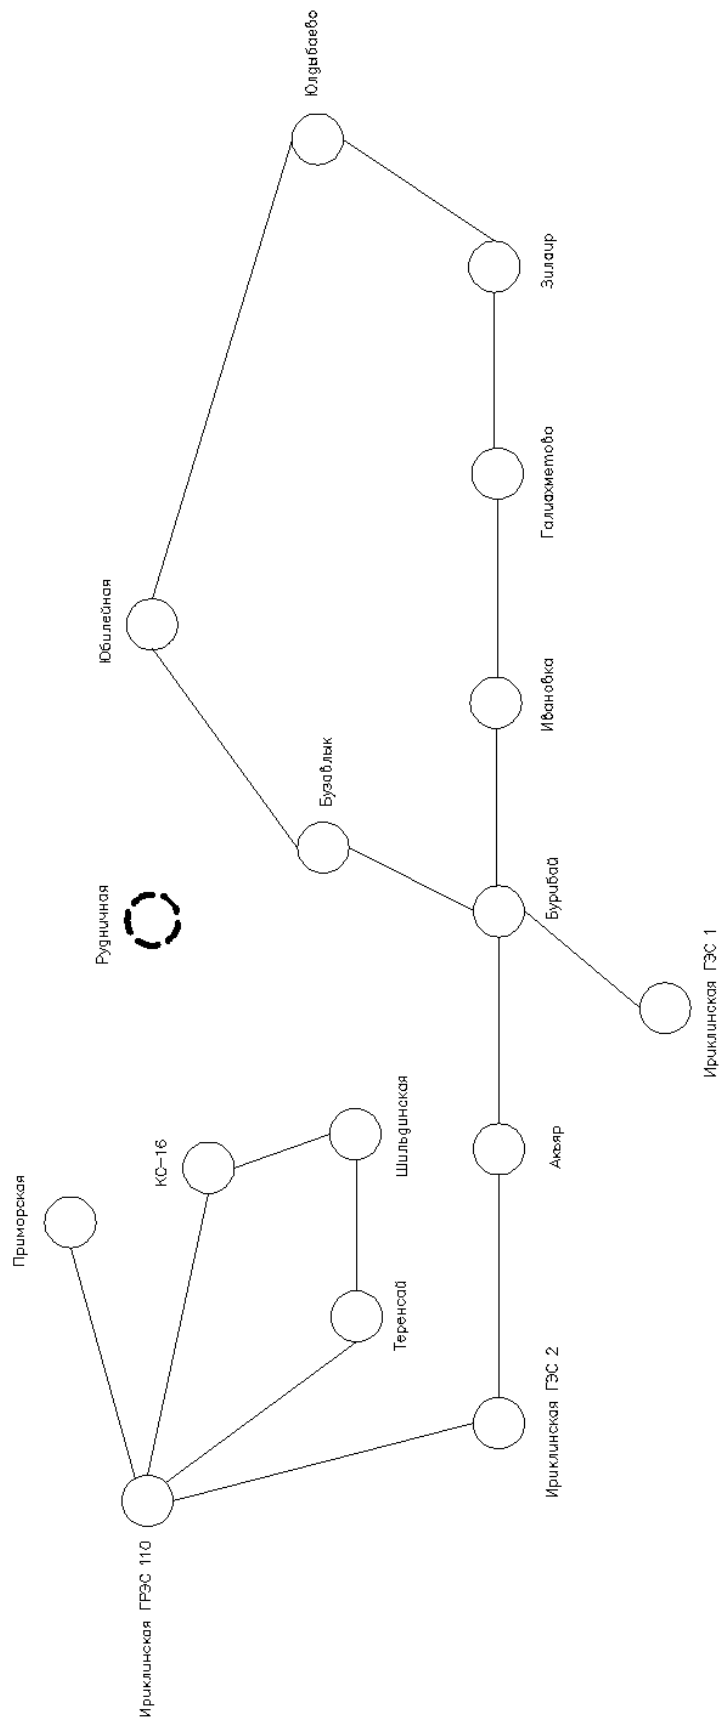 Юлдыбаево
Зилаир
Галиахметово
Юбилейная
Ивановка
Бузавлык
Бурибай
Рудничная
Ириклинская ГЭС 1
Акъяр
Шильдинская
КС-16
Приморская
Теренсай
Ириклинская ГЭС 2
Ириклинская ГРЭС 110